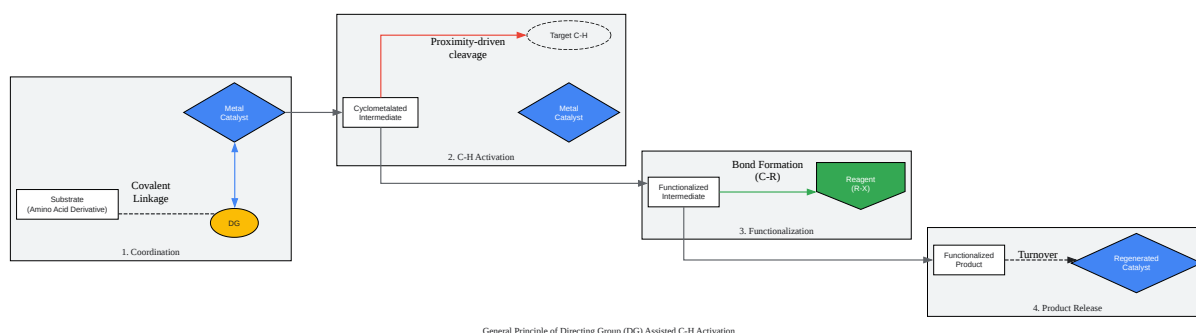 Metal
Catalyst
Covalent
Linkage
Substrate
(Amino Acid Derivative)
DG
1. Coordination
Proximity-driven
cleavage
Target C-H
Cyclometalated
Intermediate
Metal
Catalyst
2. C-H Activation
Bond Formation
(C-R)
Reagent
(R-X)
Functionalized
Intermediate
3. Functionalization
Functionalized
Product
Turnover
Regenerated
Catalyst
4. Product Release
General Principle of Directing Group (DG) Assisted C-H Activation